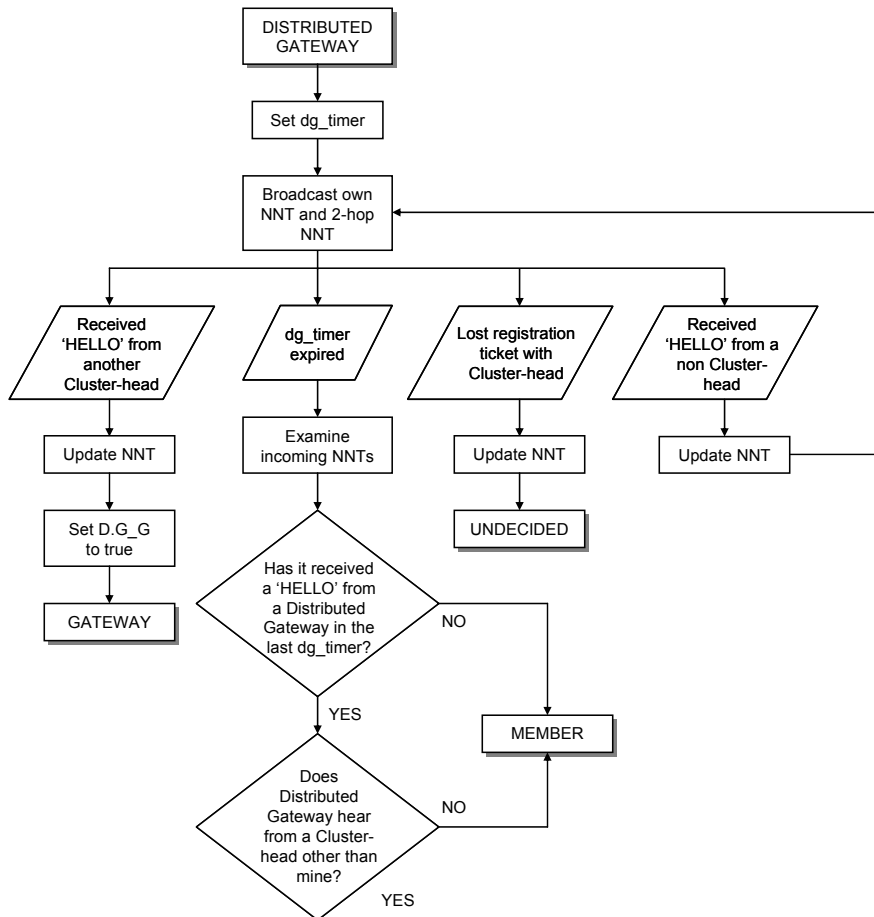 DISTRIBUTED
GATEWAY
Set dg_timer
Broadcast own
NNT and 2-hop
NNT
Received
‘HELLO’ from
another
Cluster-head
dg_timer
expired
Lost registration
ticket with
Cluster-head
Received
‘HELLO’ from a
non Cluster-
head
Update NNT
Examine
incoming NNTs
Update NNT
Update NNT
Set D.G_G
to true
UNDECIDED
GATEWAY
Has it received
a ‘HELLO’ from
a Distributed
Gateway in the
last dg_timer?
NO
YES
MEMBER
Does
Distributed
Gateway hear
from a Cluster-
head other than
mine?
NO
YES